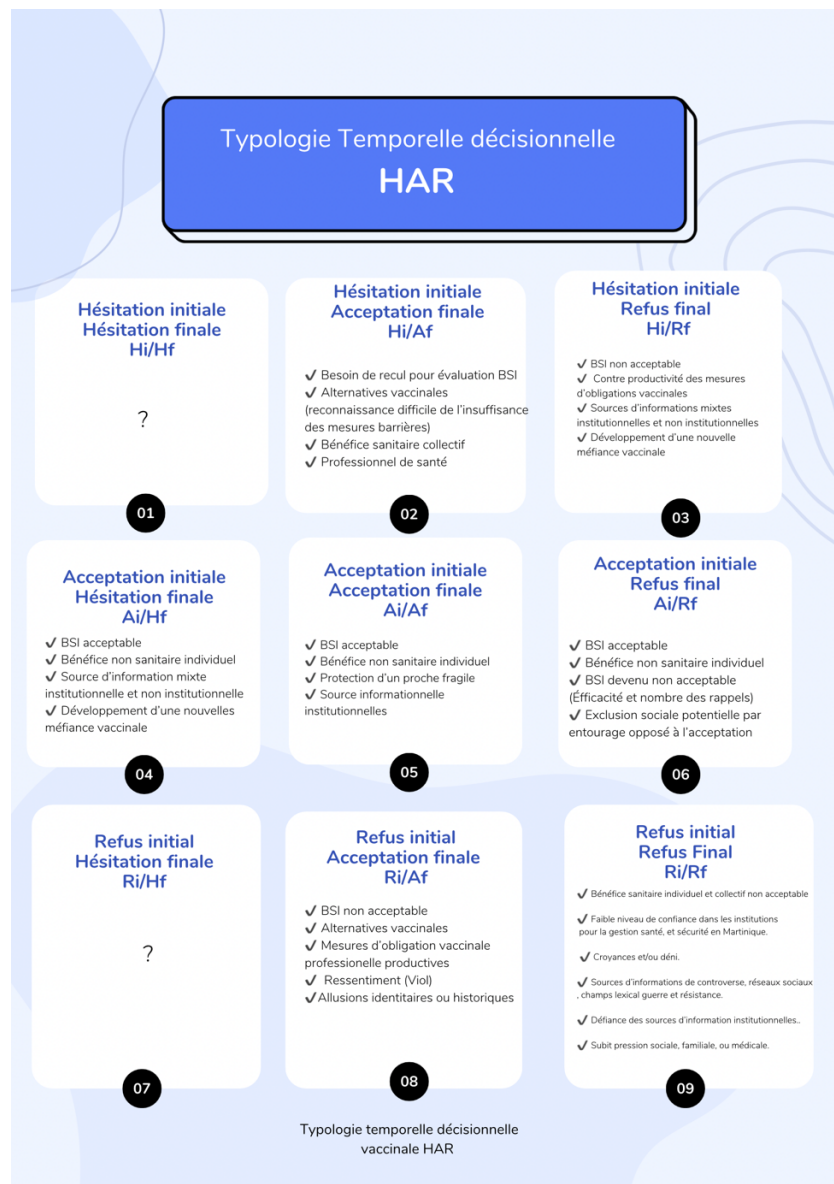 Typologie Temporelle décisionnelle
HAR
Hésitation initiale
Hésitation finale
Hi/Hf
?
01
Hésitation initiale
Acceptation finale
Hi/Af
✓ Besoin de recul pour évaluation BSI
✓ Alternatives vaccinales
(reconnaissance difficile de l'insuffisance
des mesures barrières)
✓ Bénéfice sanitaire collectif
✓ Professionnel de santé
02
Hésitation initiale
Refus final
Hi/Rf
✓ BSI non acceptable
✓ Contre productivité des mesures
d'obligations vaccinales
✓ Sources d'informations mixtes
institutionnelles et non institutionnelles
✓ Développement d'une nouvelle
méfiance vaccinale
03
Acceptation initiale
Hésitation finale
Ai/Hf
✓ BSI acceptable
✓ Bénéfice non sanitaire individuel
✓ Source d'information mixte
institutionnelle et non institutionnelle
✓ Développement d'une nouvelles
méfiance vaccinale
04
Acceptation initiale
Acceptation finale
Ai/Af
✓ BSI acceptable
✓ Bénéfice non sanitaire individuel
✓ Protection d'un proche fragile
✓ Source informationnelle
institutionnelles
05
Acceptation initiale
Refus final
Ai/Rf
✓ BSI acceptable
✓ Bénéfice non sanitaire individuel
✓ BSI devenu non acceptable
(Éfficacité et nombre des rappels)
✓ Exclusion sociale potentielle par
entourage opposé à l'acceptation
06
Refus initial
Hésitation finale
Ri/Hf
?
07
Refus initial
Acceptation finale
Ri/Af
✓ BSI non acceptable
✓ Alternatives vaccinales
✓ Mesures d'obligation vaccinale
professionelle productives
✓ Ressentiment (Viol)
✓Allusions identitaires ou historiques
08
Refus initial
Refus Final
Ri/Rf
✓ Bénéfice sanitaire individuel et collectif non acceptable
✓ Faible niveau de confiance dans les institutions
pour la gestion santé, et sécurité en Martinique.
✓ Croyances et/ou déni.
✓ Sources d'informations de controverse, réseaux sociaux
, champs lexical guerre et résistance.
✓ Défiance des sources d'information institutionnelles..
✓ Subit pression sociale, familiale, ou médicale.
09
Typologie temporelle décisionnelle
vaccinale HAR